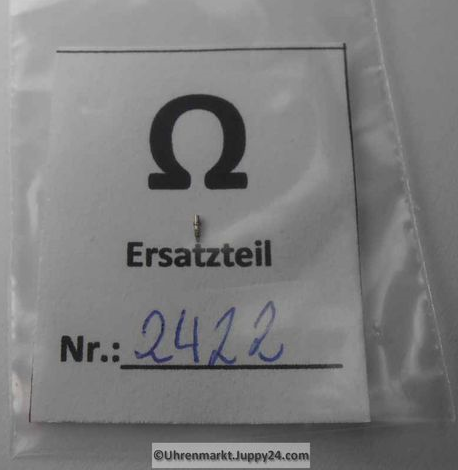 Ω
Ersatzteil
Nr.: 2422
©Uhrenmarkt.Juppy24.com